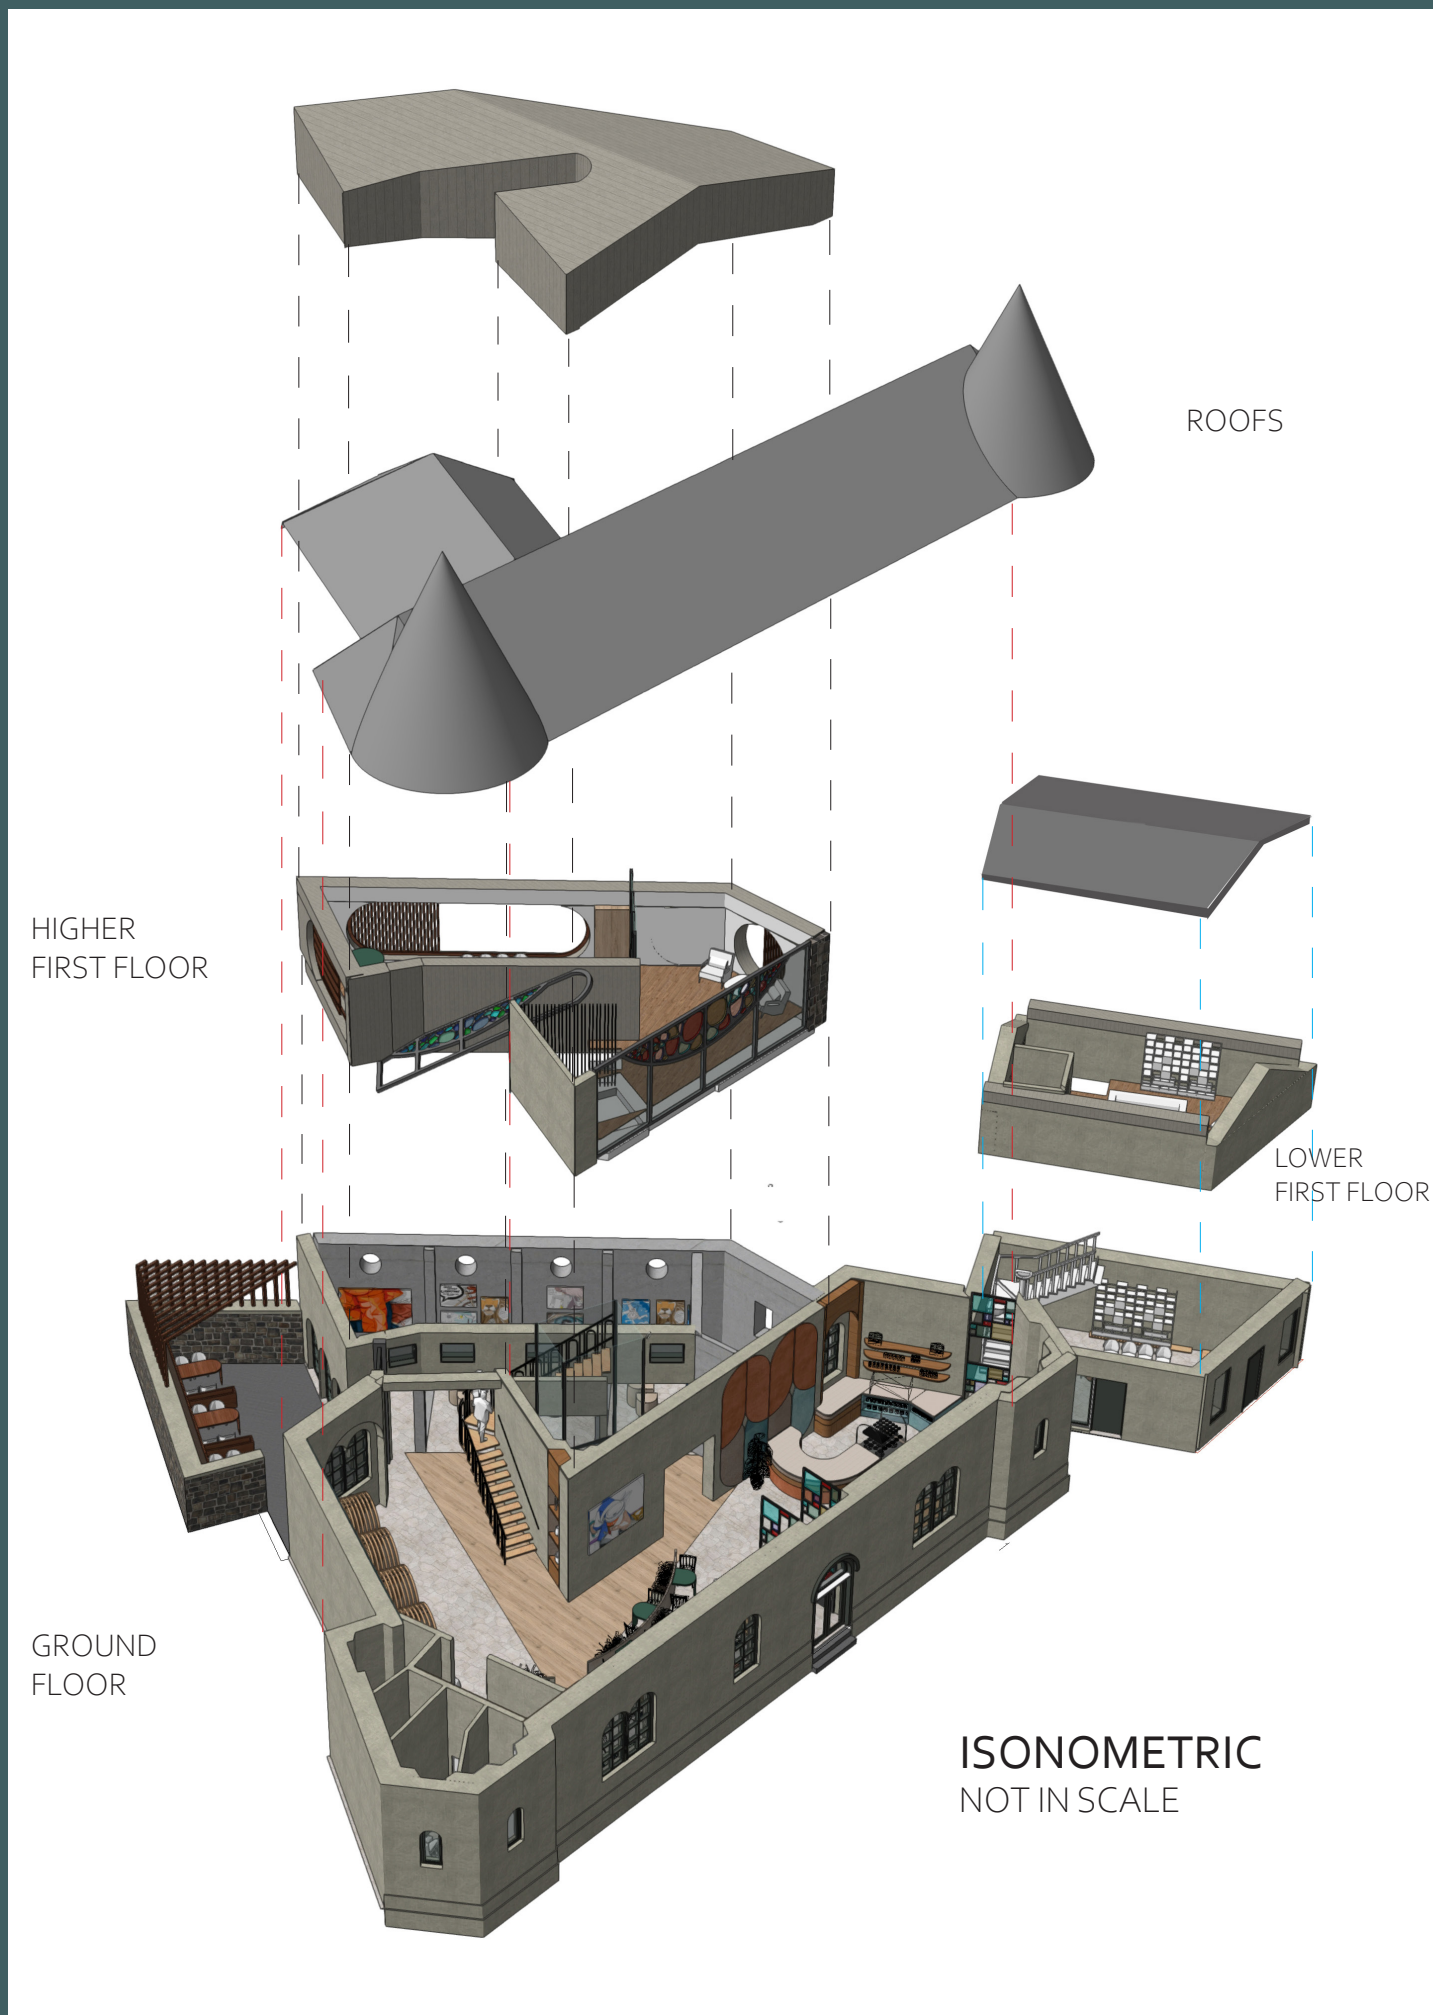 ROOFS
HIGHER
FIRST FLOOR
LOWER
FIRST FLOOR
GROUND
FLOOR
ISONOMETRIC
NOT IN SCALE